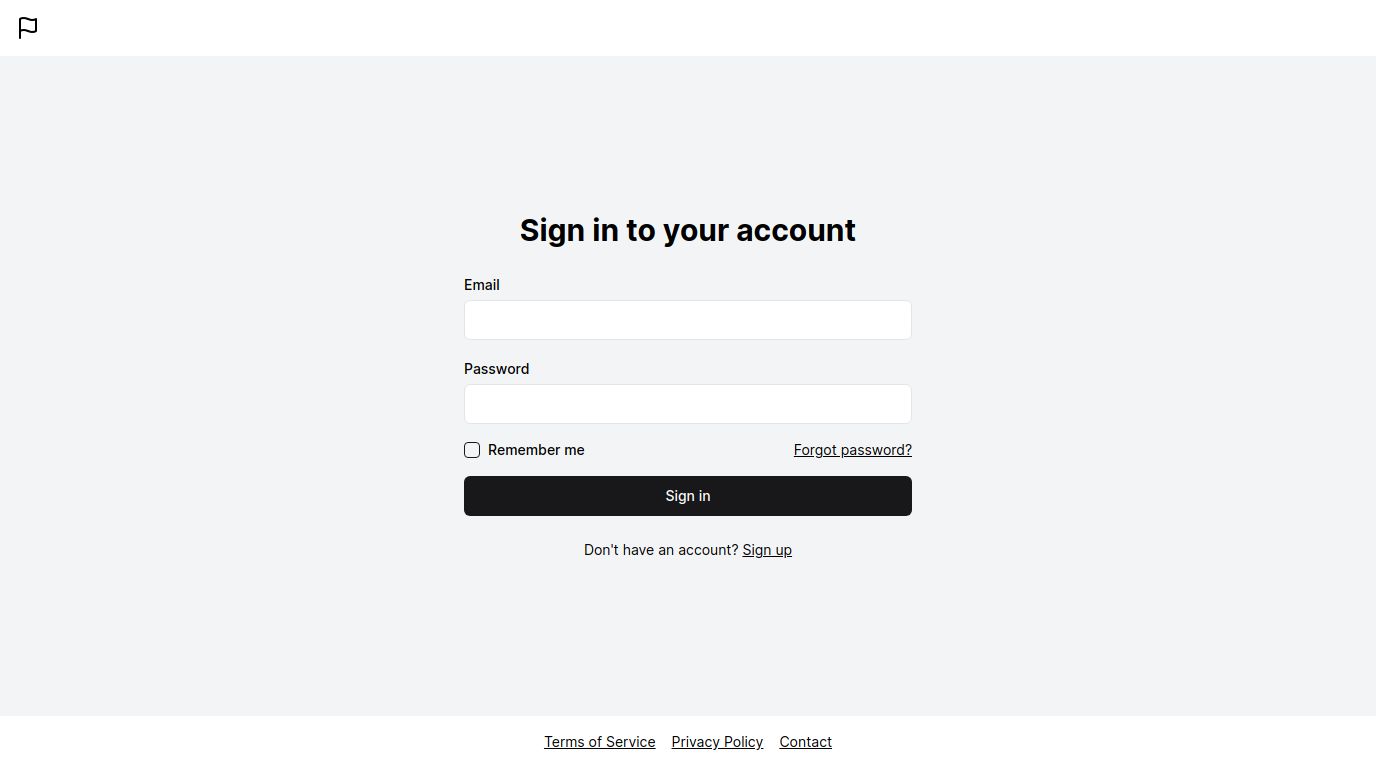 Sign in to your account
Email
Password
Remember me
Forgot password?
Sign in
Don't have an account? Sign up
Terms of Service Privacy Policy Contact